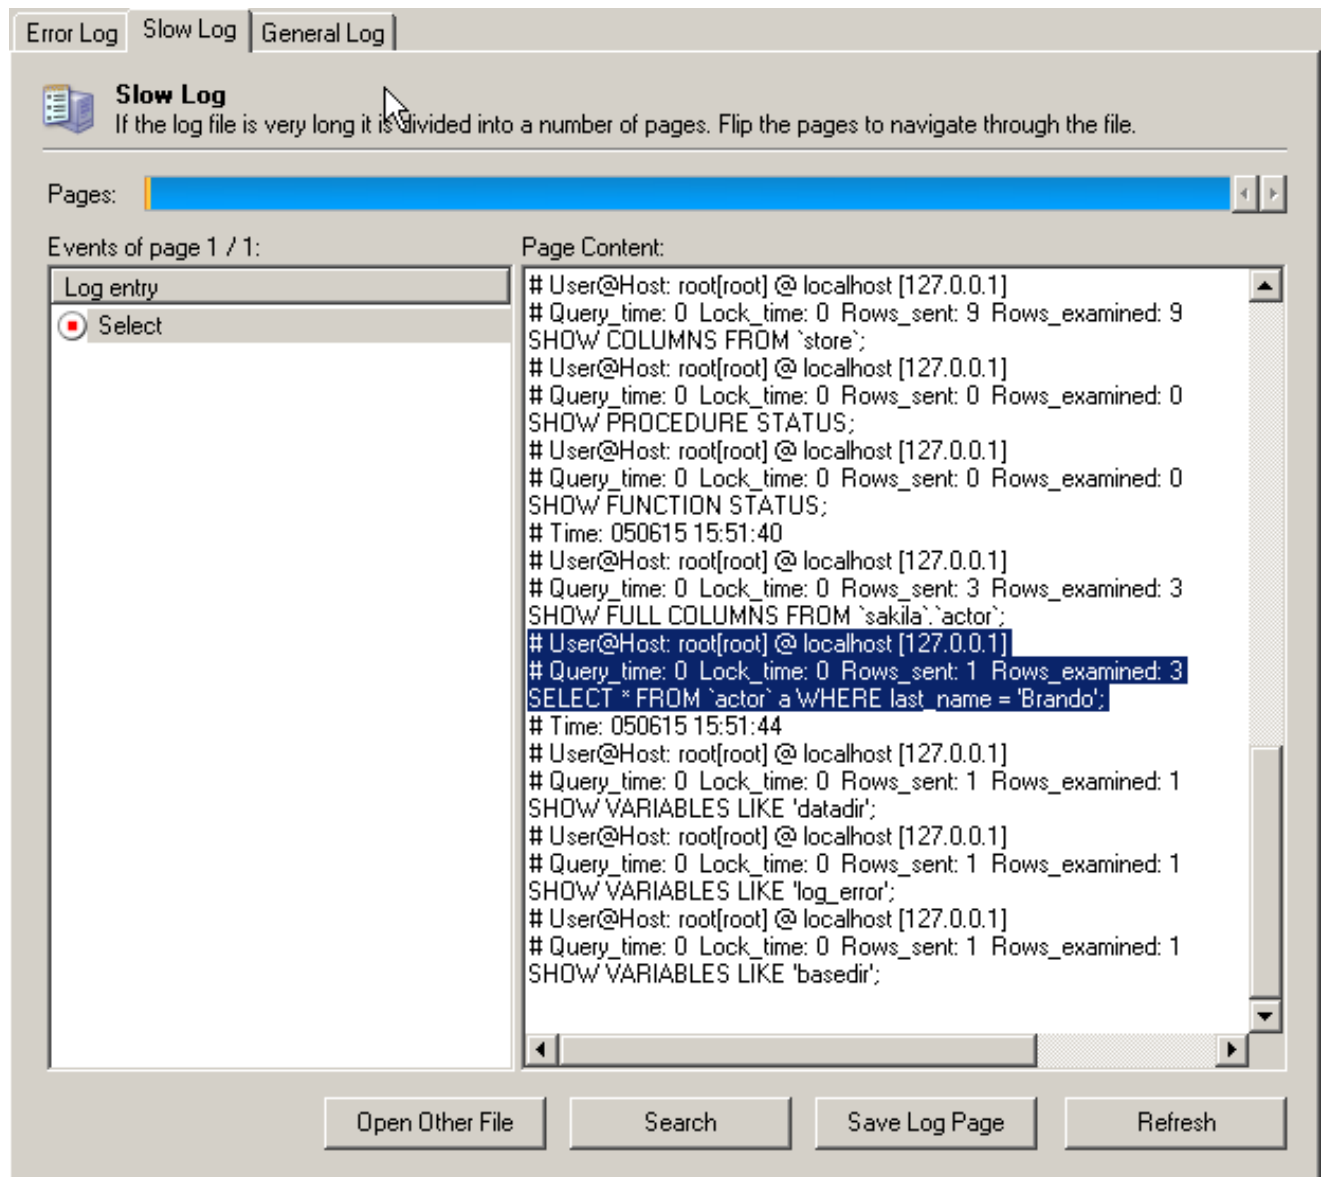 Error Log
Slow Log
General Log
Slow Log
If the log file is very long it is divided into a number of pages. Flip the pages to navigate through the file.
Pages:
Events of page 1 / 1:
Log entry
Select
Page Content:
# User@Host: root[root] @ localhost [127.0.0.1]
# Query_time: 0  Lock_time: 0  Rows_sent: 9  Rows_examined: 9
SHOW COLUMNS FROM `store`;
# User@Host: root[root] @ localhost [127.0.0.1]
# Query_time: 0  Lock_time: 0  Rows_sent: 0  Rows_examined: 0
SHOW PROCEDURE STATUS;
# User@Host: root[root] @ localhost [127.0.0.1]
# Query_time: 0  Lock_time: 0  Rows_sent: 0  Rows_examined: 0
SHOW FUNCTION STATUS;
# Time: 050615 15:51:40
# User@Host: root[root] @ localhost [127.0.0.1]
# Query_time: 0  Lock_time: 0  Rows_sent: 3  Rows_examined: 3
SHOW FULL COLUMNS FROM `sakila`.`actor`;
# User@Host: root[root] @ localhost [127.0.0.1]
# Query_time: 0  Lock_time: 0  Rows_sent: 1  Rows_examined: 3
SELECT * FROM `actor` a WHERE last_name = 'Brando';
# Time: 050615 15:51:44
# User@Host: root[root] @ localhost [127.0.0.1]
# Query_time: 0  Lock_time: 0  Rows_sent: 1  Rows_examined: 1
SHOW VARIABLES LIKE 'datadir';
# User@Host: root[root] @ localhost [127.0.0.1]
# Query_time: 0  Lock_time: 0  Rows_sent: 1  Rows_examined: 1
SHOW VARIABLES LIKE 'log_error';
# User@Host: root[root] @ localhost [127.0.0.1]
# Query_time: 0  Lock_time: 0  Rows_sent: 1  Rows_examined: 1
SHOW VARIABLES LIKE 'basedir';
Open Other File
Search
Save Log Page
Refresh